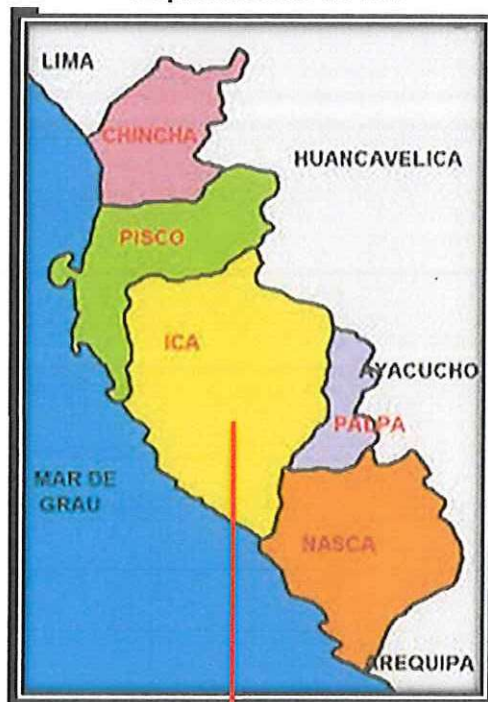 LIMA
CHINCHA
HUANCAVELICA
PISCO
ICA
AYACUCHO
PALPA
MAR DE
GRAU
NASCA
AREQUIPA